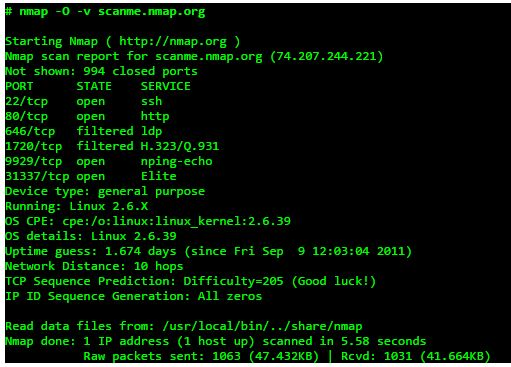 # nmap -O -v scanme.nmap.org
Starting Nmap ( http://nmap.org )
Nmap scan report for scanme.nmap.org (74.207.244.221)
Not shown: 994 closed ports
PORT      STATE    SERVICE
22/tcp    open     ssh
80/tcp    open     http
646/tcp   filtered ldp
1720/tcp  filtered H.323/Q.931
9929/tcp  open     nping-echo
31337/tcp open     Elite
Device type: general purpose
Running: Linux 2.6.X
OS CPE: cpe:/o:linux:linux_kernel:2.6.39
OS details: Linux 2.6.39
Uptime guess: 1.674 days (since Fri Sep  9 12:03:04 2011)
Network Distance: 10 hops
TCP Sequence Prediction: Difficulty=205 (Good luck!)
IP ID Sequence Generation: All zeros
Read data files from: /usr/local/bin/../share/nmap
Nmap done: 1 IP address (1 host up) scanned in 5.58 seconds
           Raw packets sent: 1063 (47.432KB) | Rcvd: 1031 (41.664KB)